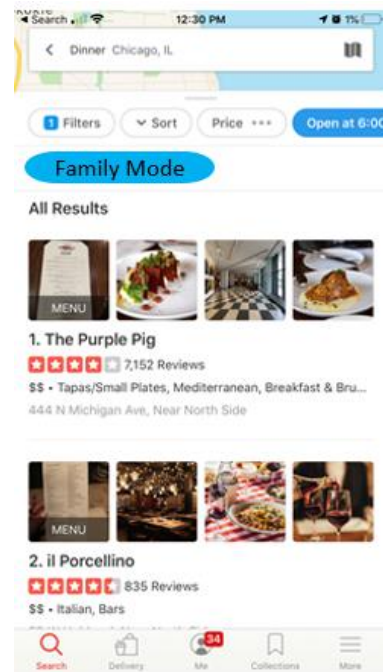 Search
12:30 PM
1%
Dinner Chicago, IL
1 Filters
Sort
Price
Open at 6:00
Family Mode
All Results
MENU
1. The Purple Pig
7,152 Reviews
$$ • Tapas/Small Plates, Mediterranean, Breakfast & Bru...
444 N Michigan Ave, Near North Side
MENU
2. il Porcellino
835 Reviews
$$ • Italian, Bars
34
Search Delivery Me Collections More